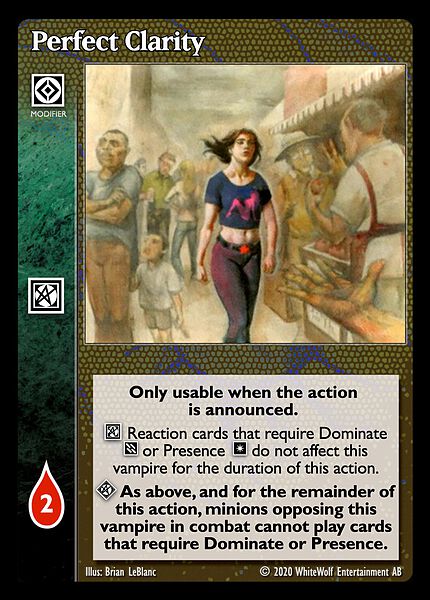 Perfect Clarity
MODIFIER
Only usable when the action
is announced.
Reaction cards that require Dominate
or Presence do not affect this
vampire for the duration of this action.
As above, and for the remainder of
this action, minions opposing this
vampire in combat cannot play cards
that require Dominate or Presence.
2
Illus: Brian LeBlanc © 2020 WhiteWolf Entertainment AB